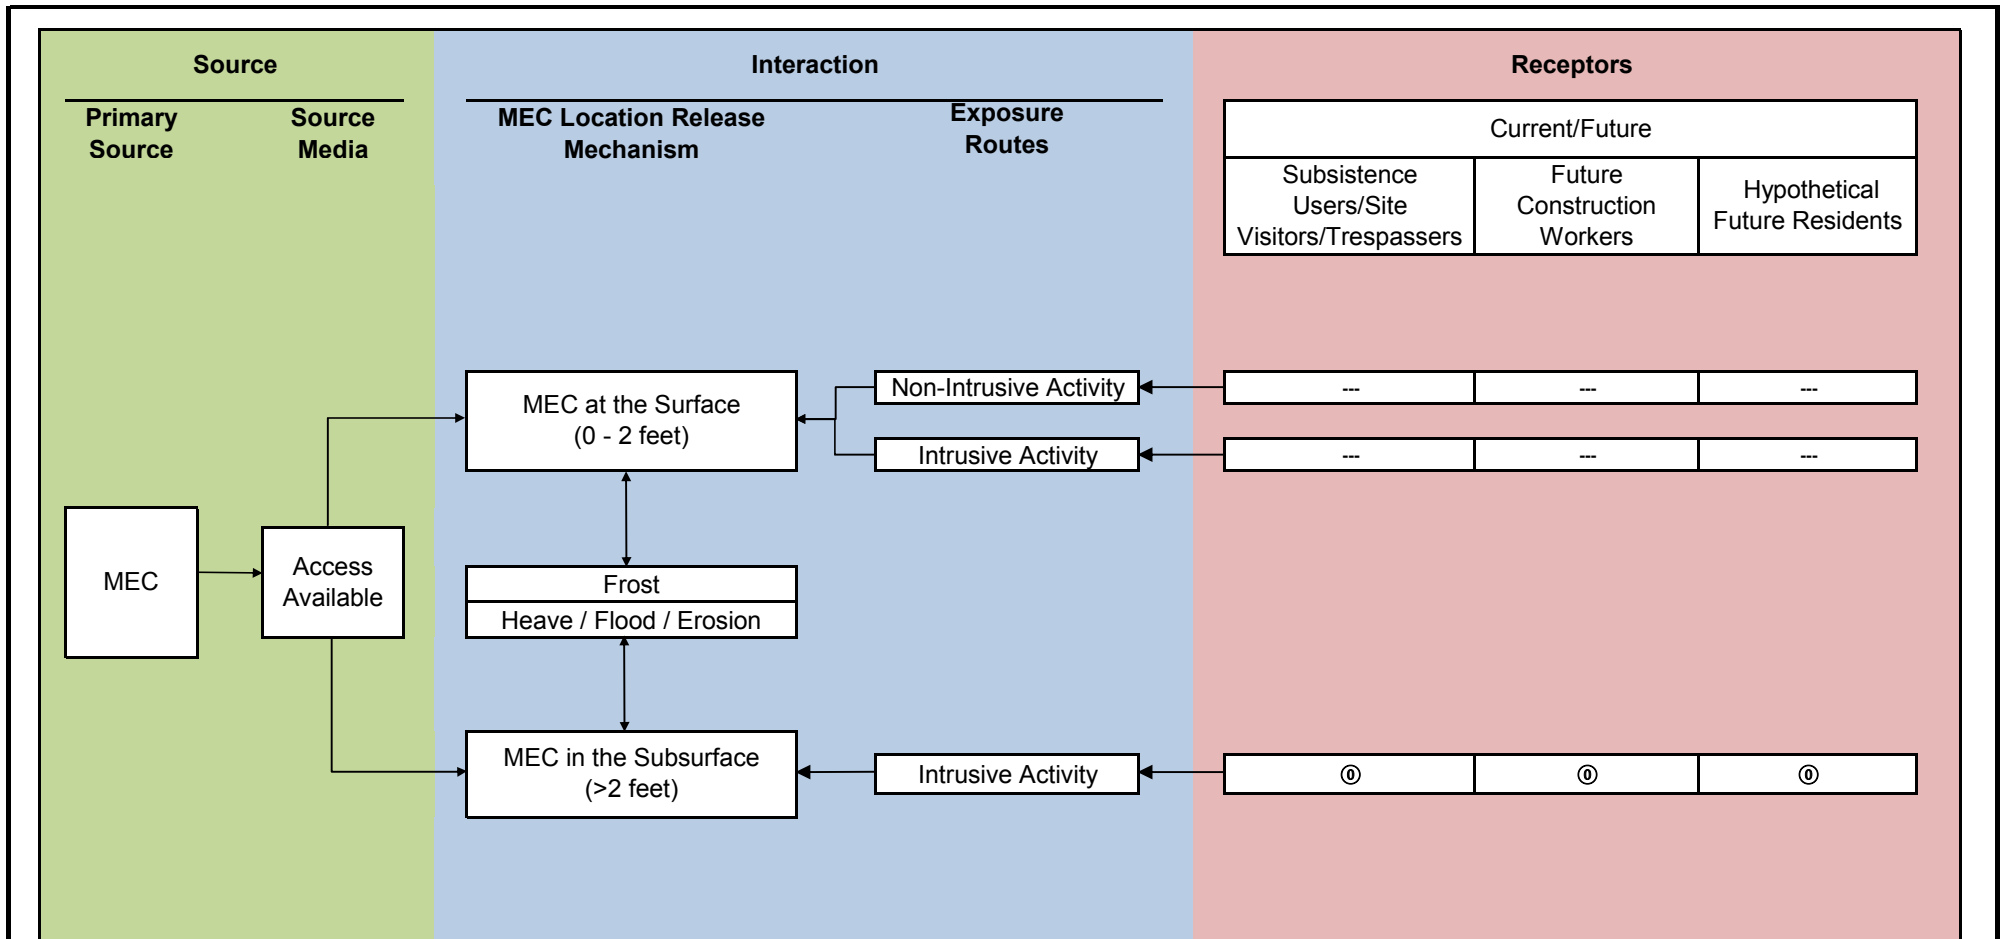 Source
Interaction
Receptors
Primary
Source
Source
Media
MEC Location Release
Mechanism
Exposure
Routes
Current/Future
Subsistence
Users/Site
Visitors/Trespassers
Future
Construction
Workers
Hypothetical
Future Residents
MEC at the Surface
(0 - 2 feet)
Non-Intrusive Activity
--- --- ---
Intrusive Activity
--- --- ---
MEC
Access
Available
Frost
Heave / Flood / Erosion
MEC in the Subsurface
(>2 feet)
Intrusive Activity
⓪ ⓪ ⓪